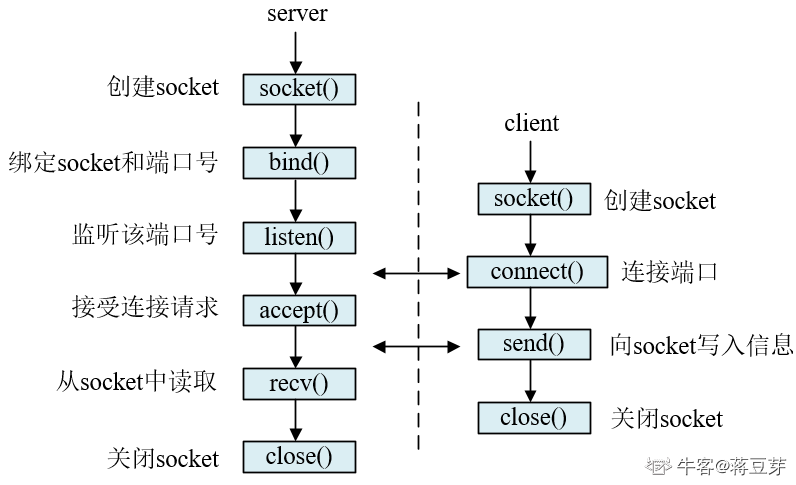 server
创建socket
socket()
绑定socket和端口号
bind()
监听该端口号
listen()
接受连接请求
accept()
从socket中读取
recv()
关闭socket
close()
client
socket()
创建socket
connect()
连接端口
send()
向socket写入信息
close()
关闭socket
牛客@蒋豆芽